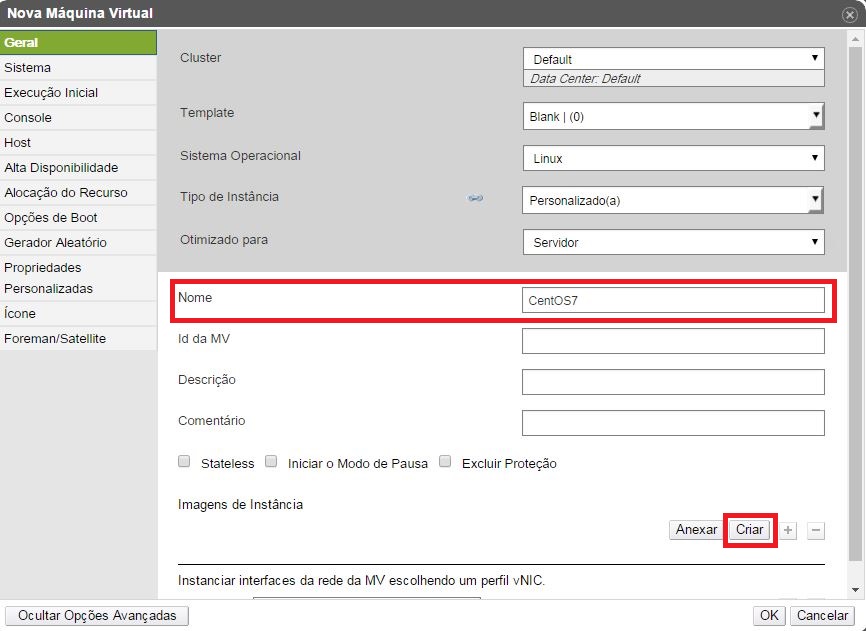 Nova Máquina Virtual
Geral
Sistema
Execução Inicial
Console
Host
Alta Disponibilidade
Alocação do Recurso
Opções de Boot
Gerador Aleatório
Propriedades
Personalizadas
Ícone
Foreman/Satellite
Cluster
Default
Data Center: Default
Template
Blank | (0)
Sistema Operacional
Linux
Tipo de Instância
Personalizado(a)
Otimizado para
Servidor
Nome
CentOS7
Id da MV
Descrição
Comentário
Stateless
Iniciar o Modo de Pausa
Excluir Proteção
Imagens de Instância
Anexar
Criar
+
−
Instanciar interfaces da rede da MV escolhendo um perfil vNIC.
Ocultar Opções Avançadas
OK
Cancelar